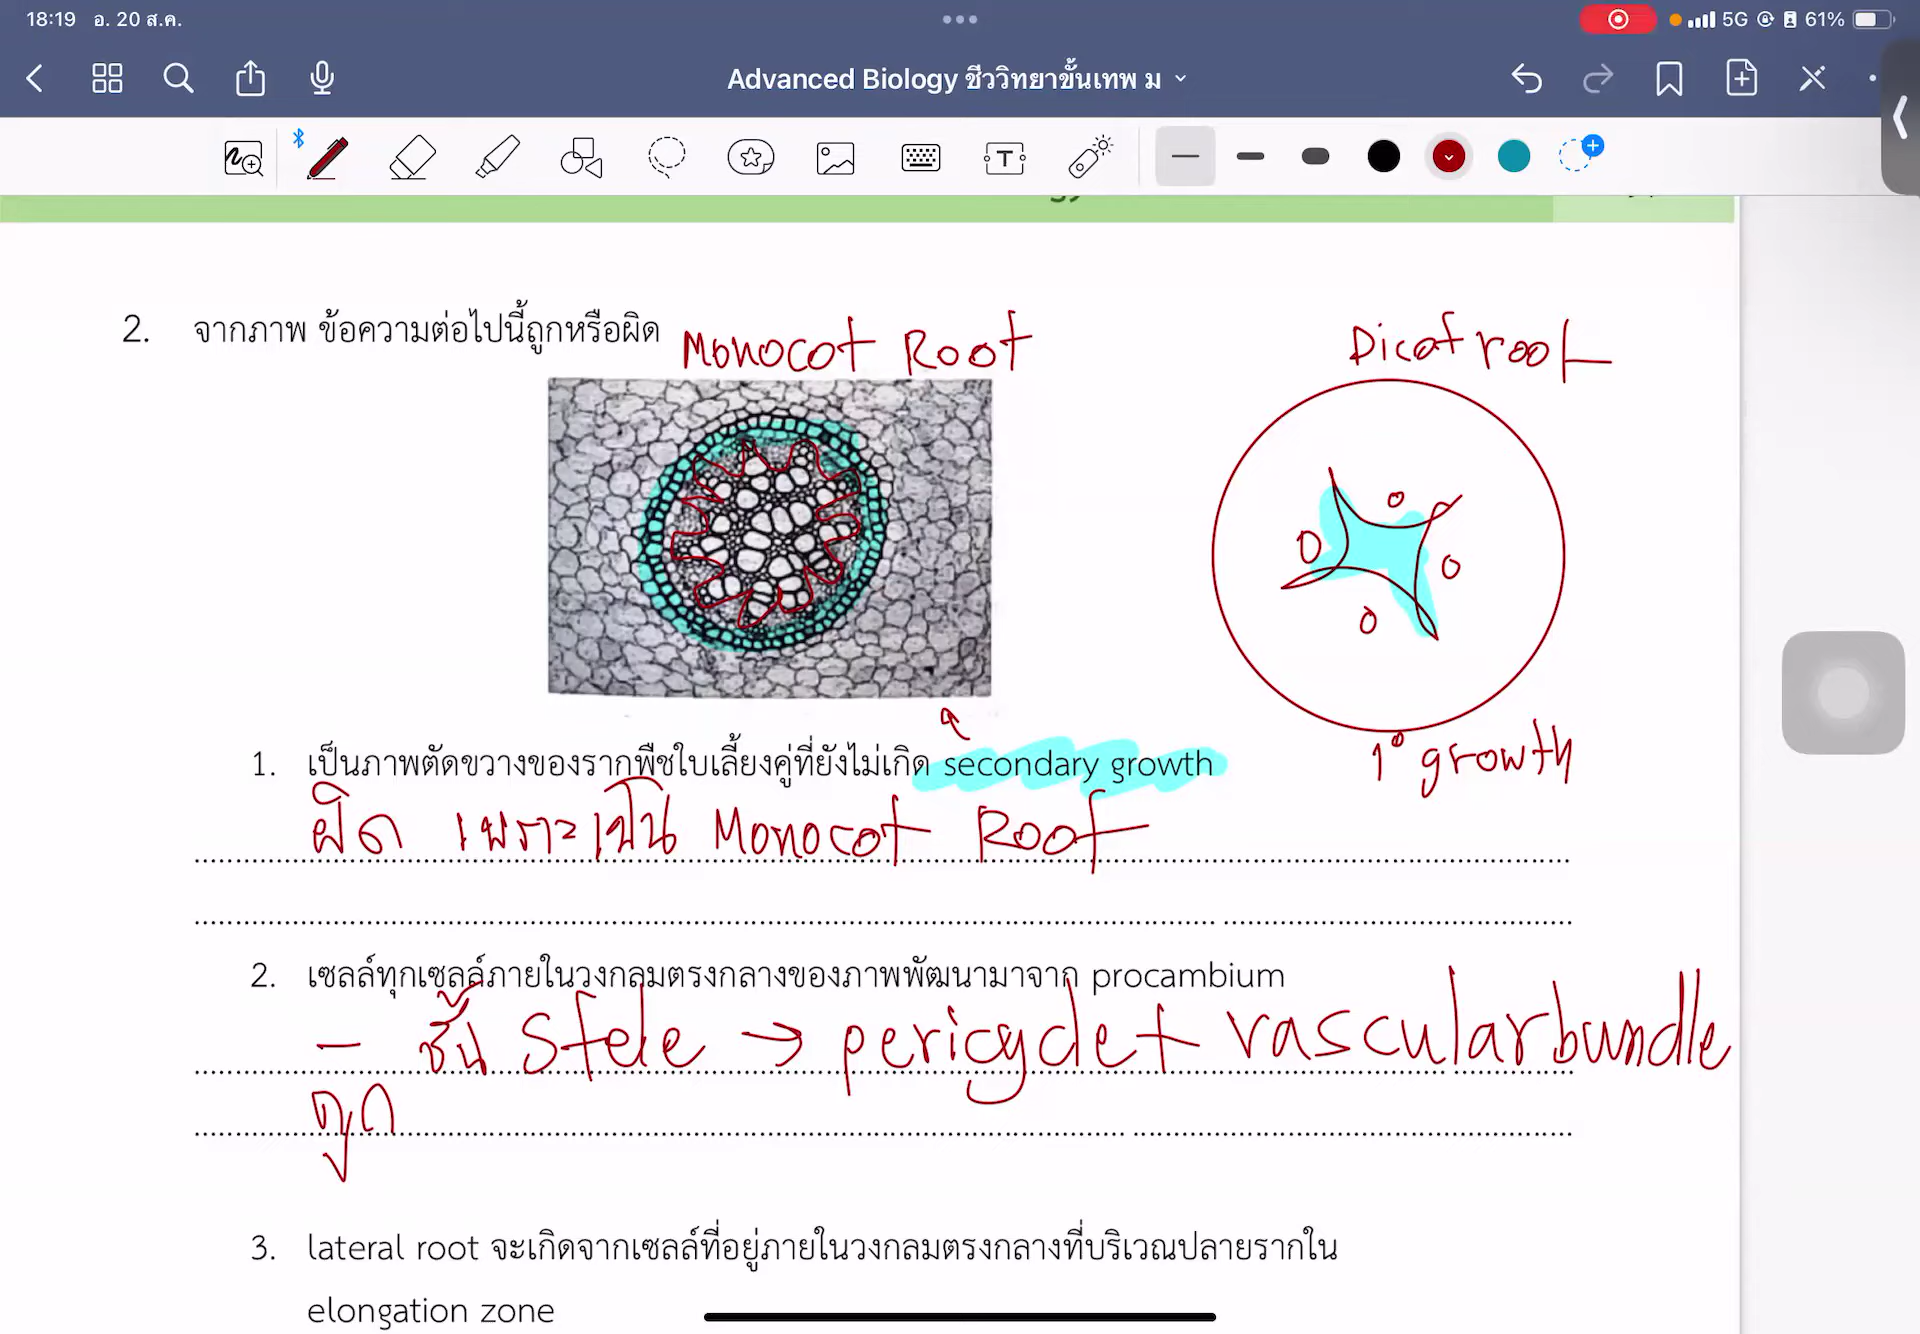 18:19 อ. 20 ส.ค.
5G 61%
Advanced Biology ชีววิทยาขั้นเทพ ม
T
2. จากภาพ ข้อความต่อไปนี้ถูกหรือผิด
Monocot Root
Dicot root
1° growth
1. เป็นภาพตัดขวางของรากพืชใบเลี้ยงคู่ที่ยังไม่เกิด secondary growth
ผิด เพราะเป็น Monocot Root
2. เซลล์ทุกเซลล์ภายในวงกลมตรงกลางของภาพพัฒนามาจาก procambium
– ชั้น Stele → pericycle + vascular bundle
ถูก
3. lateral root จะเกิดจากเซลล์ที่อยู่ภายในวงกลมตรงกลางที่บริเวณปลายรากใน
elongation zone